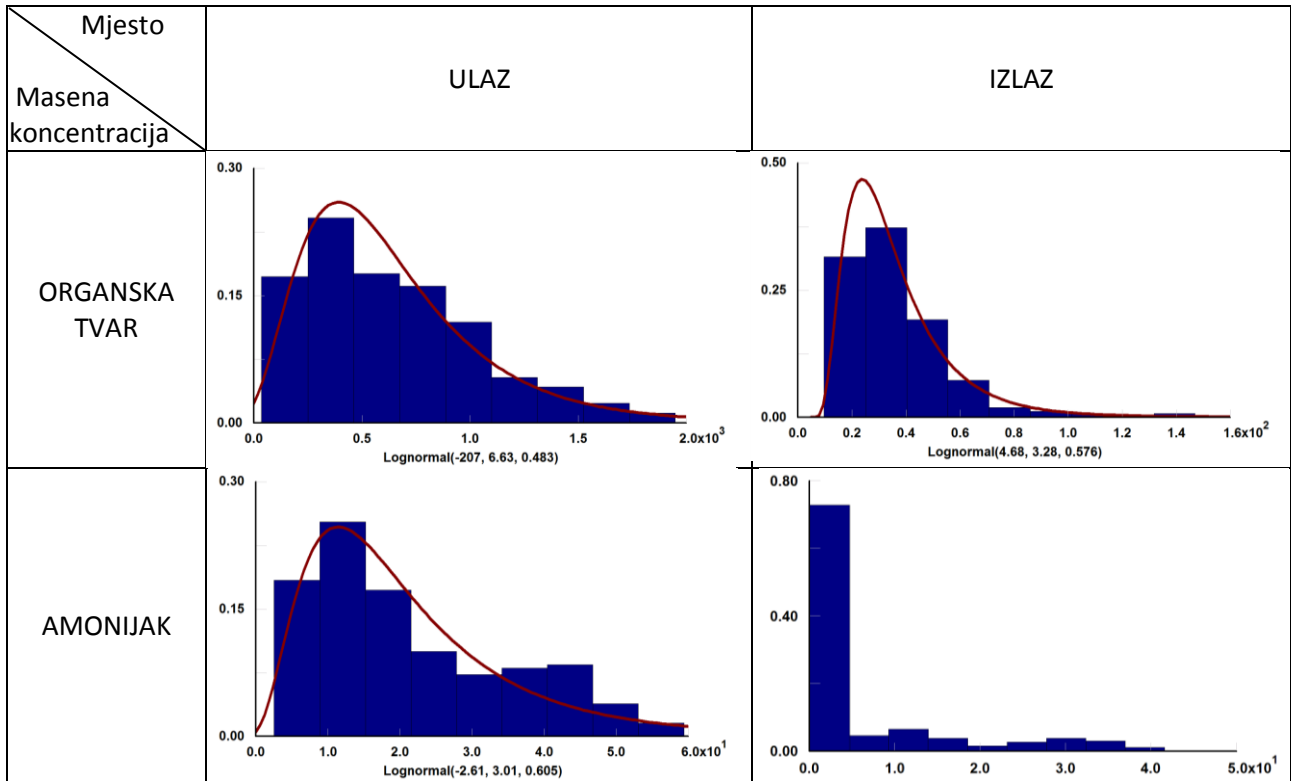 Mjesto
Masena
koncentracija
ULAZ
IZLAZ
ORGANSKA
TVAR
0.30
0.15
0.00
0.0 0.5 1.0 1.5 2.0x10³
Lognormal(-207, 6.63, 0.483)
0.50
0.25
0.00
0.0 0.2 0.4 0.6 0.8 1.0 1.2 1.4 1.6x10²
Lognormal(4.68, 3.28, 0.576)
AMONIJAK
0.30
0.15
0.00
0.0 1.0 2.0 3.0 4.0 5.0 6.0x10¹
Lognormal(-2.61, 3.01, 0.605)
0.80
0.40
0.00
0.0 1.0 2.0 3.0 4.0 5.0x10¹